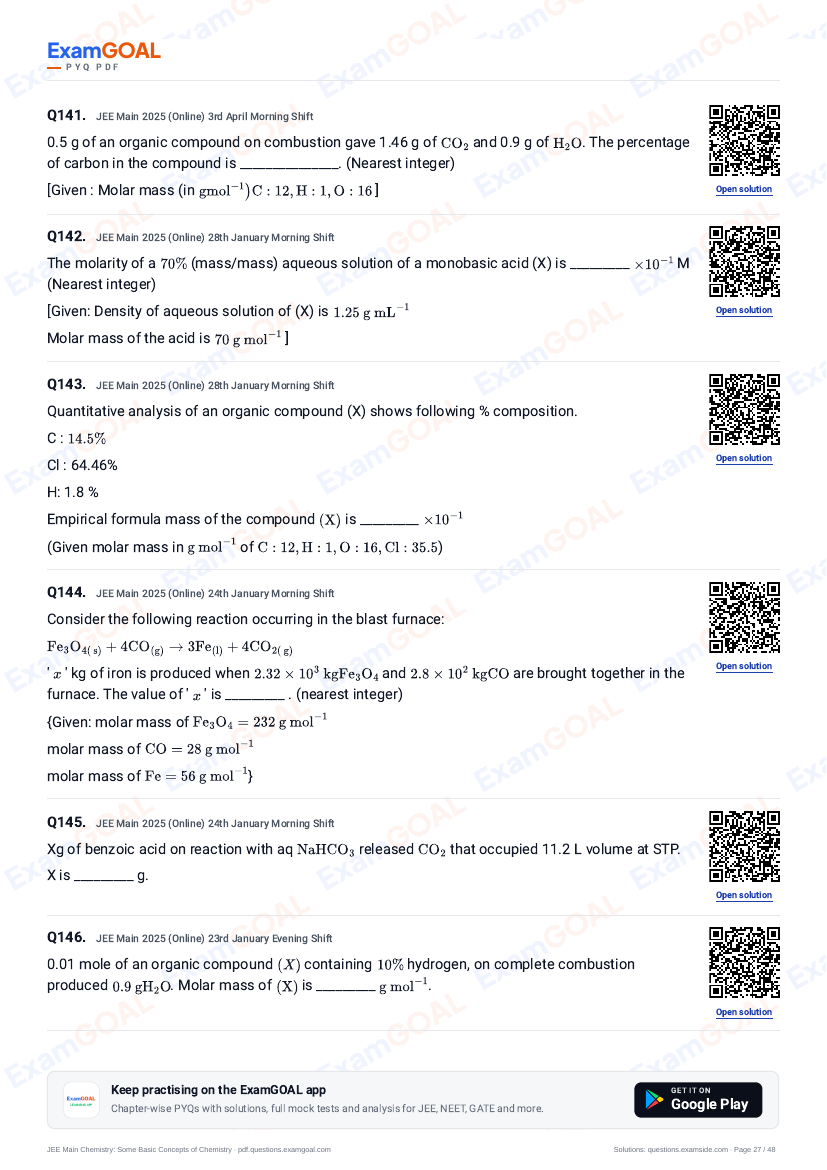 ExamGOAL
PYQ PDF
Q141. JEE Main 2025 (Online) 3rd April Morning Shift
0.5 g of an organic compound on combustion gave 1.46 g of CO₂ and 0.9 g of H₂O. The percentage
of carbon in the compound is _______________. (Nearest integer)
[Given : Molar mass (in gmol⁻¹) C : 12, H : 1, O : 16 ]
Open solution
Q142. JEE Main 2025 (Online) 28th January Morning Shift
The molarity of a 70% (mass/mass) aqueous solution of a monobasic acid (X) is _________ ×10⁻¹ M
(Nearest integer)
[Given: Density of aqueous solution of (X) is 1.25 g mL⁻¹
Molar mass of the acid is 70 g mol⁻¹ ]
Open solution
Q143. JEE Main 2025 (Online) 28th January Morning Shift
Quantitative analysis of an organic compound (X) shows following % composition.
C : 14.5%
Cl : 64.46%
H: 1.8 %
Empirical formula mass of the compound (X) is _________ ×10⁻¹
(Given molar mass in g mol⁻¹ of C : 12, H : 1, O : 16, Cl : 35.5)
Open solution
Q144. JEE Main 2025 (Online) 24th January Morning Shift
Consider the following reaction occurring in the blast furnace:
Fe₃O₄₍ ₛ₎ + 4CO₍g₎ → 3Fe₍ₗ₎ + 4CO₂₍ g₎
' x ' kg of iron is produced when 2.32 × 10³ kgFe₃O₄ and 2.8 × 10² kgCO are brought together in the
furnace. The value of ' x ' is _________ . (nearest integer)
{Given: molar mass of Fe₃O₄ = 232 g mol⁻¹
molar mass of CO = 28 g mol⁻¹
molar mass of Fe = 56 g mol⁻¹}
Open solution
Q145. JEE Main 2025 (Online) 24th January Morning Shift
Xg of benzoic acid on reaction with aq NaHCO₃ released CO₂ that occupied 11.2 L volume at STP.
X is _________ g.
Open solution
Q146. JEE Main 2025 (Online) 23rd January Evening Shift
0.01 mole of an organic compound (X) containing 10% hydrogen, on complete combustion
produced 0.9 gH₂O. Molar mass of (X) is _________ g mol⁻¹.
Open solution
ExamGOAL
Keep practising on the ExamGOAL app
Chapter-wise PYQs with solutions, full mock tests and analysis for JEE, NEET, GATE and more.
GET IT ON
Google Play
JEE Main Chemistry: Some Basic Concepts of Chemistry · pdf.questions.examgoal.com
Solutions: questions.examside.com · Page 27 / 48